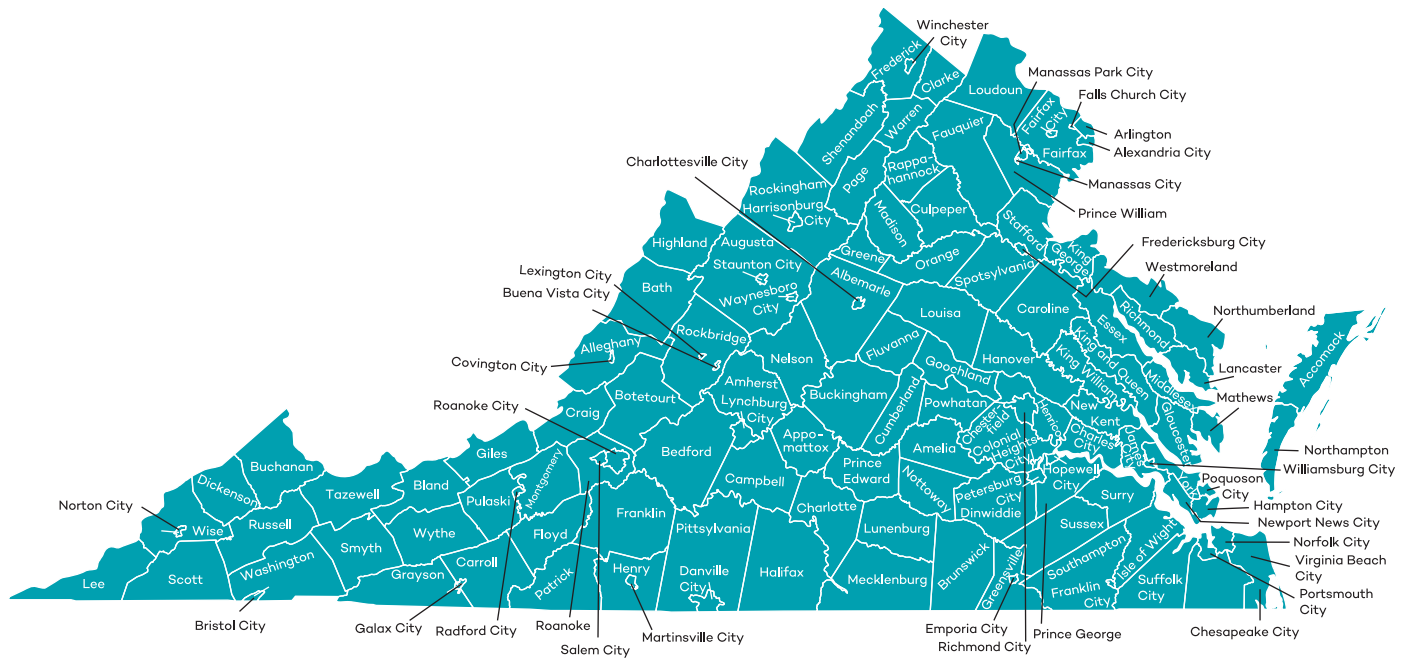 Winchester
City
Frederick
Clarke
Loudoun
Manassas Park City
Falls Church City
Fairfax
City
Arlington
Alexandria City
Fairfax
Manassas City
Prince William
Shenandoah
Warren
Fauquier
Charlottesville City
Page
Rappa-
hannock
Rockingham
Harrisonburg
City
Madison
Culpeper
Stafford
King
George
Fredericksburg City
Westmoreland
Highland
Augusta
Staunton City
Waynesboro
City
Greene
Orange
Spotsylvania
Albemarle
Lexington City
Buena Vista City
Bath
Louisa
Caroline
Richmond
Northumberland
Essex
Rockbridge
Alleghany
Covington City
Nelson
Fluvanna
Goochland
Hanover
King and Queen
King William
Middlesex
Lancaster
Mathews
Accomack
Amherst
Lynchburg
City
Buckingham
Cumberland
Powhatan
Botetourt
Craig
Roanoke City
Chester
field
Henrico
New
Kent
Charles
City
James
City
Gloucester
Northampton
Williamsburg City
Appo-
mattox
Amelia
Colonial
Heights
City
Hopewell
City
York
Poquoson
City
Hampton City
Newport News City
Norfolk City
Virginia Beach
City
Portsmouth
City
Chesapeake City
Giles
Montgomery
Bedford
Campbell
Prince
Edward
Nottoway
Petersburg
City
Dinwiddie
Surry
Buchanan
Dickenson
Tazewell
Bland
Pulaski
Norton City
Wise
Russell
Wythe
Floyd
Franklin
Pittsylvania
Charlotte
Lunenburg
Sussex
Southampton
Isle of Wight
Lee
Scott
Washington
Smyth
Grayson
Carroll
Patrick
Henry
Danville
City
Halifax
Mecklenburg
Brunswick
Greensville
Franklin
City
Suffolk
City
Bristol City
Galax City
Radford City
Roanoke
Salem City
Martinsville City
Emporia City
Richmond City
Prince George